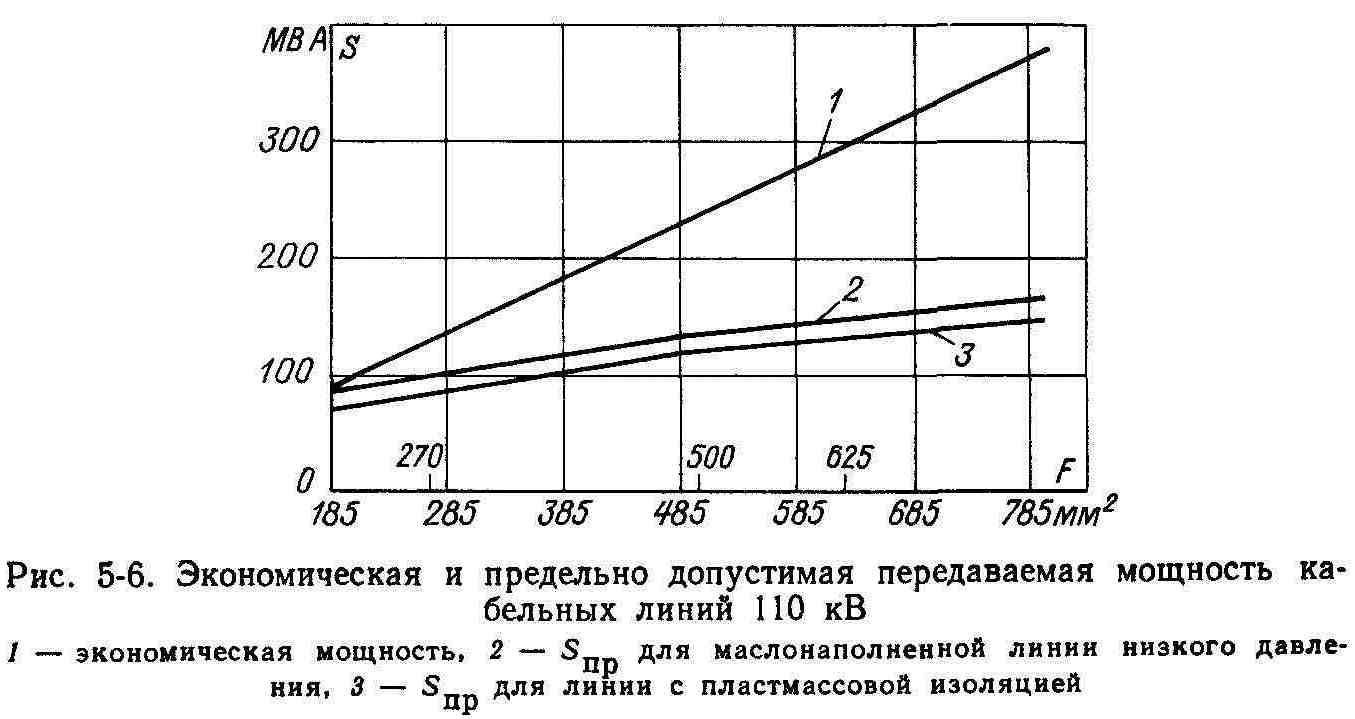 МВА S
1
300
200
2
100
3
270 500 625 F
0
185 285 385 485 585 685 785мм²
Рис. 5-6. Экономическая и предельно допустимая передаваемая мощность ка-
бельных линий 110 кВ
1 — экономическая мощность, 2 — Sпр для маслонаполненной линии низкого давле-
ния, 3 — Sпр для линии с пластмассовой изоляцией